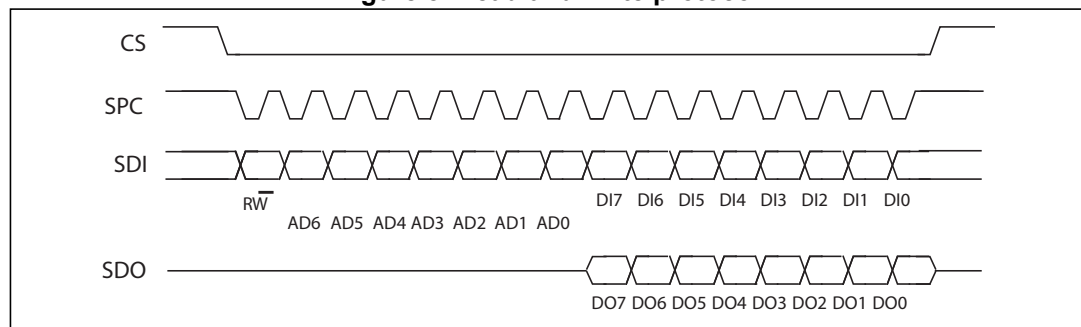 CS
SPC
SDI
RW
DI7 DI6 DI5 DI4 DI3 DI2 DI1 DI0
AD6 AD5 AD4 AD3 AD2 AD1 AD0
SDO
DO7 DO6 DO5 DO4 DO3 DO2 DO1 DO0